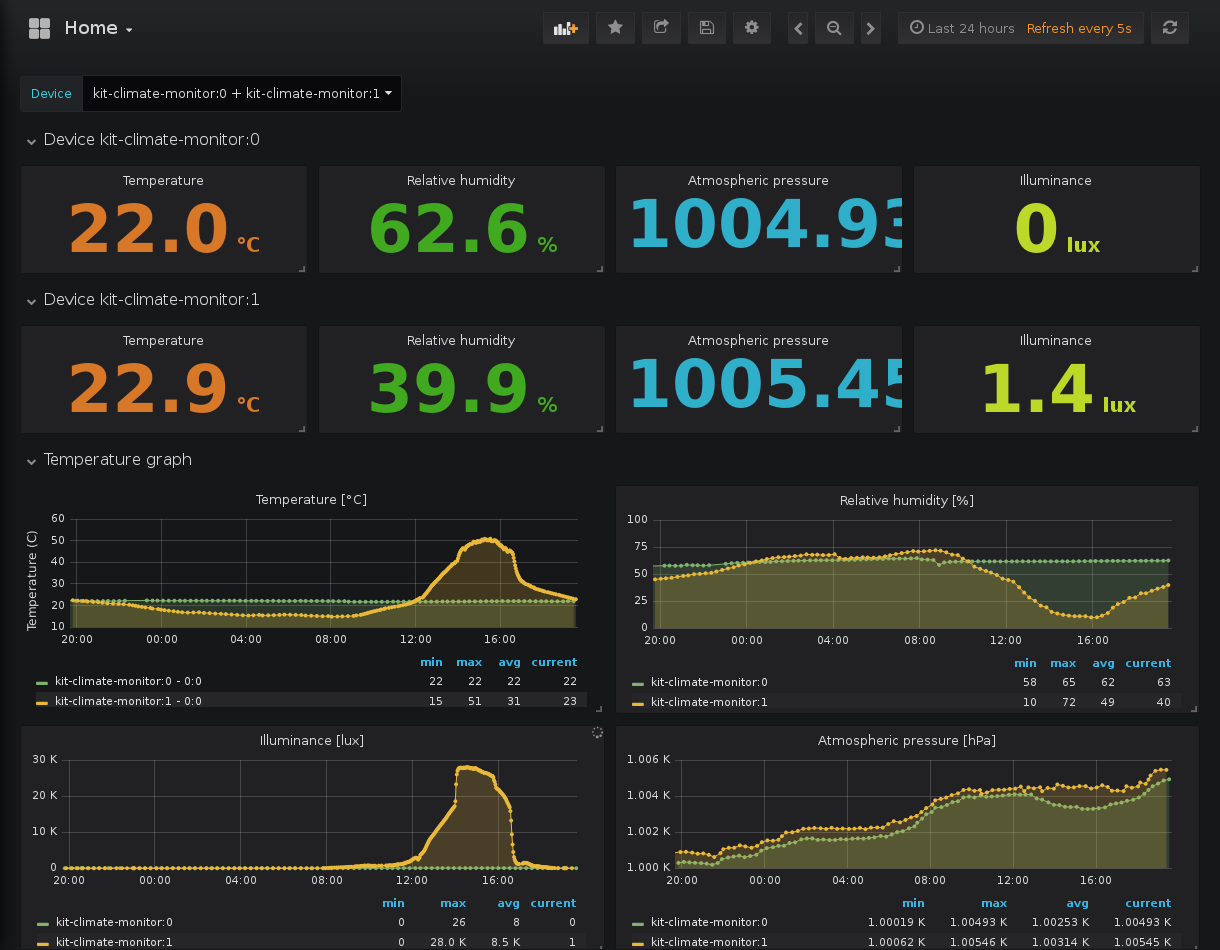 Home
Last 24 hours Refresh every 5s
Device kit-climate-monitor:0 + kit-climate-monitor:1
Device kit-climate-monitor:0
Temperature Relative humidity Atmospheric pressure Illuminance
22.0 °C 62.6 % 1004.93 0 lux
Device kit-climate-monitor:1
Temperature Relative humidity Atmospheric pressure Illuminance
22.9 °C 39.9 % 1005.45 1.4 lux
Temperature graph
Temperature [°C]
Temperature (C)
60
50
40
30
20
10
20:00 00:00 04:00 08:00 12:00 16:00
min max avg current
kit-climate-monitor:0 - 0:0 22 22 22 22
kit-climate-monitor:1 - 0:0 15 51 31 23
Relative humidity [%]
100
75
50
25
0
20:00 00:00 04:00 08:00 12:00 16:00
min max avg current
kit-climate-monitor:0 58 65 62 63
kit-climate-monitor:1 10 72 49 40
Illuminance [lux]
30 K
20 K
10 K
0
20:00 00:00 04:00 08:00 12:00 16:00
min max avg current
kit-climate-monitor:0 0 26 8 0
kit-climate-monitor:1 0 28.0 K 8.5 K 1
Atmospheric pressure [hPa]
1.006 K
1.004 K
1.002 K
1.000 K
20:00 00:00 04:00 08:00 12:00 16:00
min max avg current
kit-climate-monitor:0 1.00019 K 1.00493 K 1.00253 K 1.00493 K
kit-climate-monitor:1 1.00062 K 1.00546 K 1.00314 K 1.00545 K